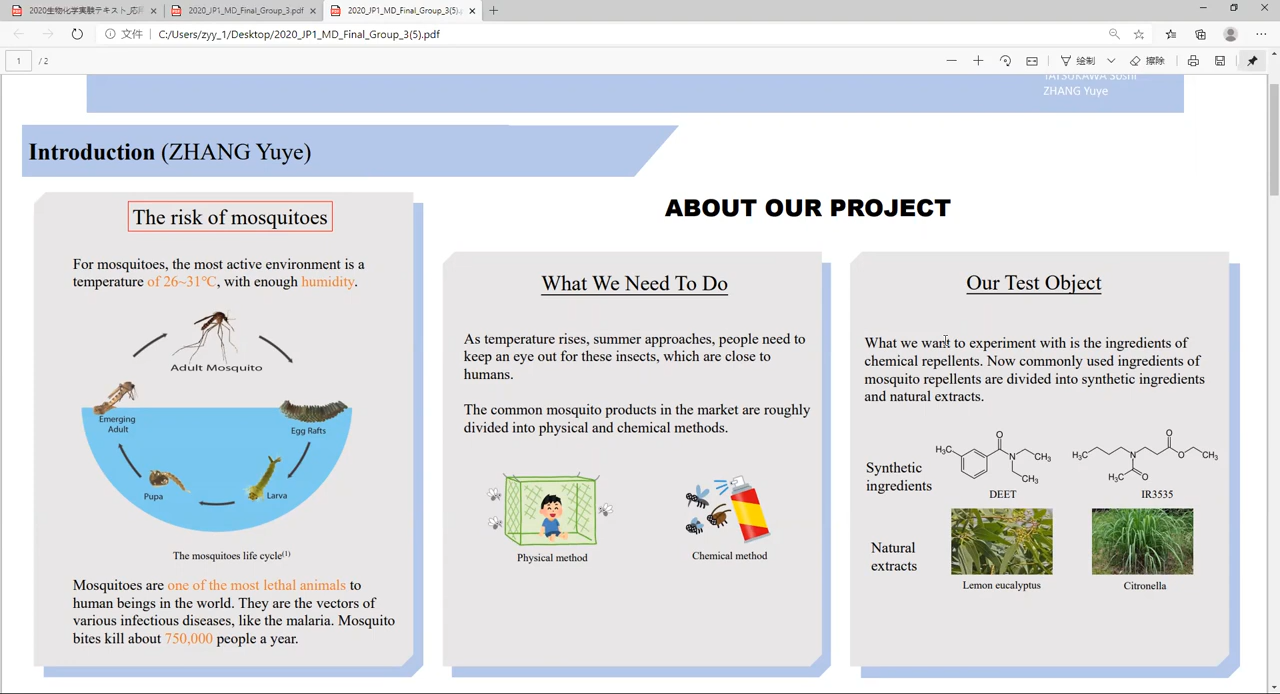 2020生物化学実験テキスト_応
2020_JP1_MD_Final_Group_3.pdf
2020_JP1_MD_Final_Group_3(5).p
文件
C:/Users/zyy_1/Desktop/2020_JP1_MD_Final_Group_3(5).pdf
1 / 2
绘制
擦除
TATSUKAWA Sushi
ZHANG Yuye
Introduction (ZHANG Yuye)
The risk of mosquitoes
For mosquitoes, the most active environment is a
temperature of 26~31℃, with enough humidity.
Adult Mosquito
Emerging
Adult
Egg Rafts
Pupa
Larva
The mosquitoes life cycle(1)
Mosquitoes are one of the most lethal animals to
human beings in the world. They are the vectors of
various infectious diseases, like the malaria. Mosquito
bites kill about 750,000 people a year.
ABOUT OUR PROJECT
What We Need To Do
As temperature rises, summer approaches, people need to
keep an eye out for these insects, which are close to
humans.
The common mosquito products in the market are roughly
divided into physical and chemical methods.
Physical method
Chemical method
Our Test Object
What we want to experiment with is the ingredients of
chemical repellents. Now commonly used ingredients of
mosquito repellents are divided into synthetic ingredients
and natural extracts.
Synthetic
ingredients
H₃C
O
N
CH₃
CH₃
DEET
H₃C
N
O
O
CH₃
H₃C
O
IR3535
Natural
extracts
Lemon eucalyptus
Citronella